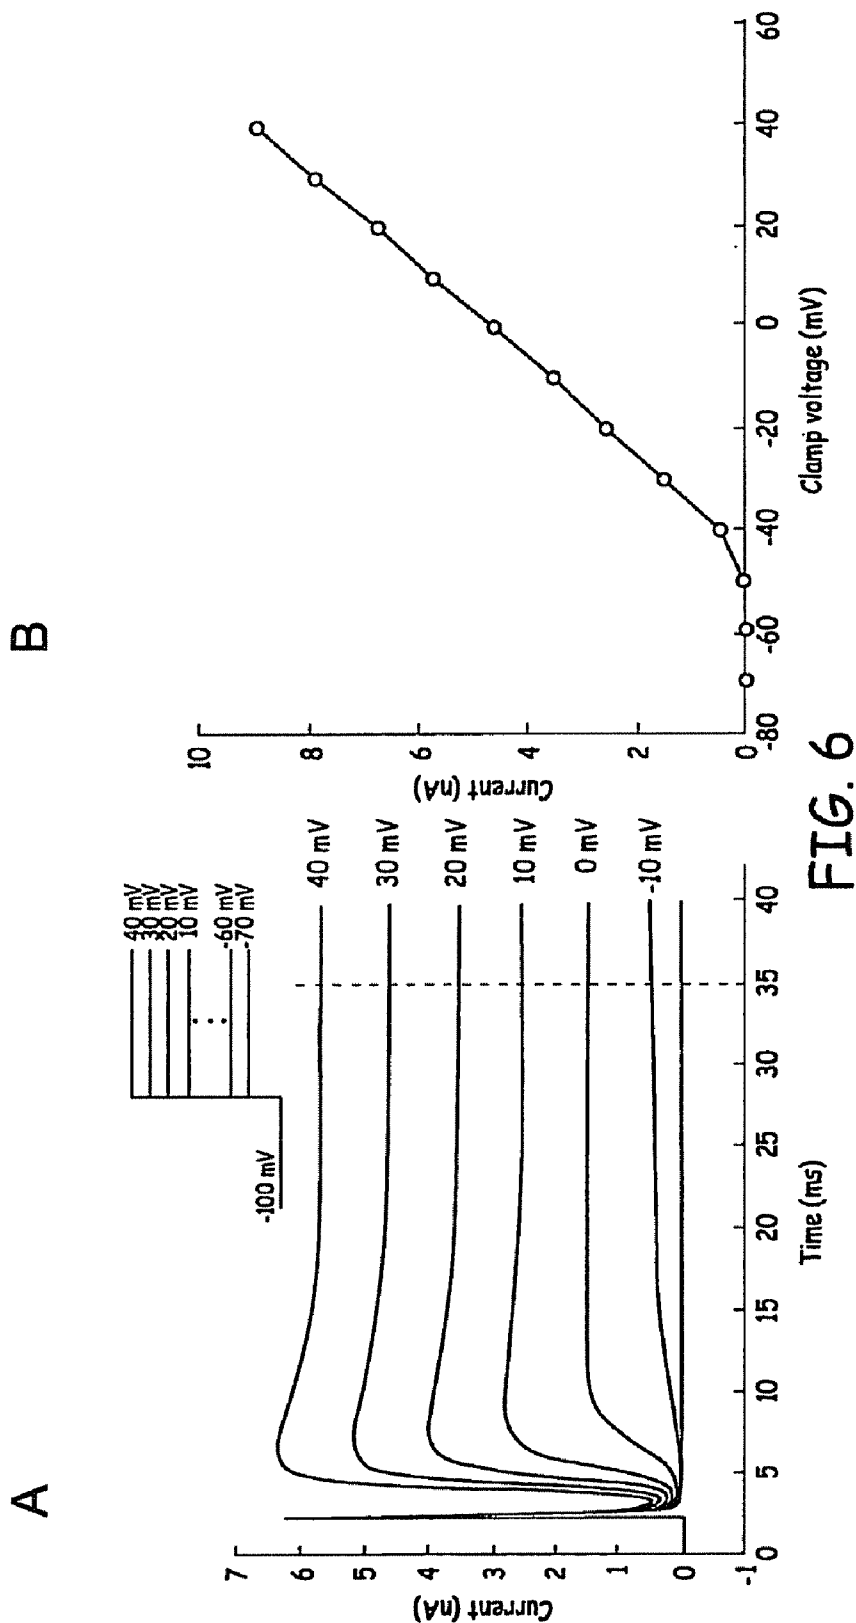 A
40 mV
30 mV
20 mV
10 mV
-60 mV
-70 mV
-100 mV
7
6
5
4
3
2
1
0
-1
Current (nA)
40 mV
30 mV
20 mV
10 mV
0 mV
-10 mV
0 5 10 15 20 25 30 35 40
Time (ms)
B
10
8
6
4
2
0
Current (nA)
-80 -60 -40 -20 0 20 40 60
Clamp voltage (mV)
FIG. 6